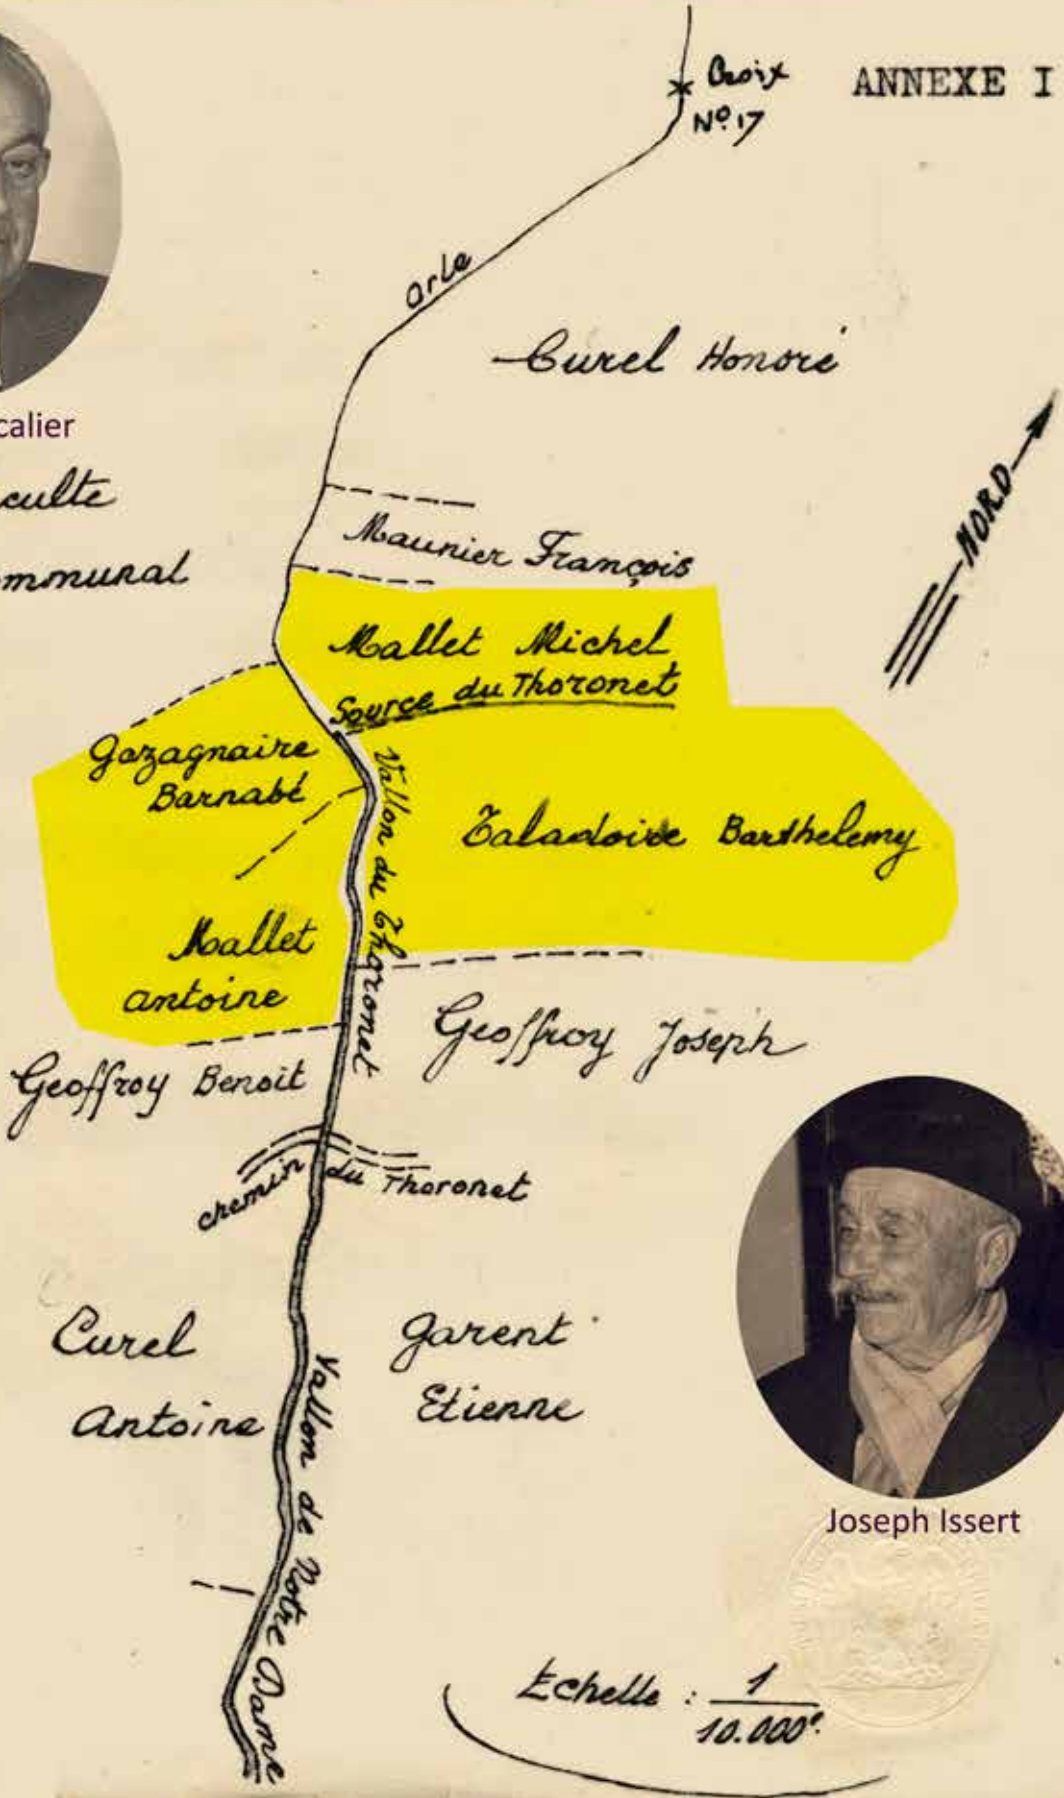 Croix
N° 17
ANNEXE I
Orle
Curel Honoré
calier
culte
mmunal
NORD
Maunier François
Mallet Michel
Source du Thoronet
Gazagnaire
Barnabé
Vallon du Thoronet
Talandoire Barthelemy
Mallet
Antoine
Geoffroy Joseph
Geoffroy Benoit
chemin du Thoronet
Curel
Antoine
Garent
Etienne
Vallon de Notre Dame
Joseph Issert
Echelle : 1
10.000e.